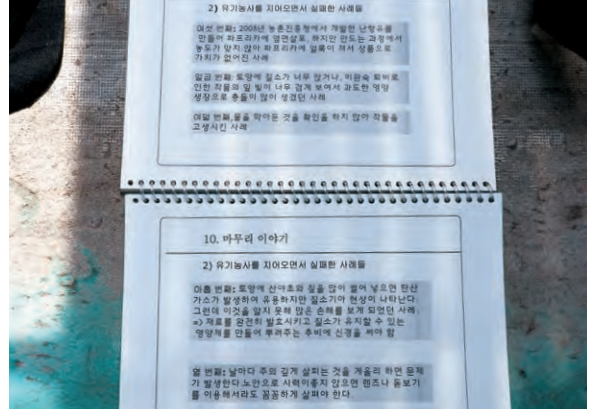 2) 유기농사를 지어오면서 실패한 사례들
여섯 번째: 2005년 농촌진흥청에서 개발한 난황유를
만들어 파프리카에 엽면살포, 하지만 만드는 과정에서
농도가 맞지 않아 파프리카에 얼룩이 져서 상품으로
가치가 없어진 사례
일곱 번째: 토양에 질소가 너무 많거나, 미완숙 퇴비로
인한 작물의 잎 빛이 너무 검게 보여서 과도한 영양
생장으로 충들이 많이 생겼던 사례
여덟 번째, 물을 막아둔 것을 확인을 하지 않아 작물을
고생시킨 사례
10. 마무리 이야기
2) 유기농사를 지어오면서 실패한 사례들
아홉 번째: 토양에 산야초와 짚을 많이 썰어 넣으면 탄산
가스가 발생하여 유용하지만 질소기아 현상이 나타난다.
그런데 이것을 알지 못해 많은 손해를 보게 되었던 사례.
=) 재료를 완전히 발효시키고 질소가 유지할 수 있는
영양제를 만들어 뿌려주는 추비에 신경을 써야 함
열 번째: 날마다 주의 깊게 살피는 것을 게을리 하면 문제
가 발생한다.노안으로 시력이좋지 않으면 렌즈나 돋보기
를 이용해서라도 꼼꼼하게 살펴야 한다.